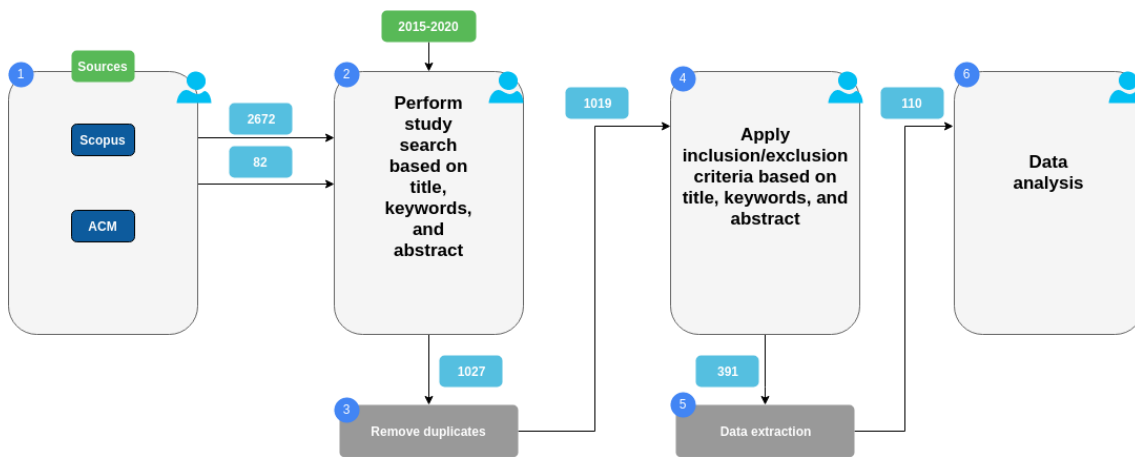 2015-2020
1
Sources
Scopus
ACM
2672
82
2
Perform
study
search
based on
title,
keywords,
and
abstract
1027
3
Remove duplicates
1019
4
Apply
inclusion/exclusion
criteria based on
title, keywords, and
abstract
391
5
Data extraction
110
6
Data
analysis